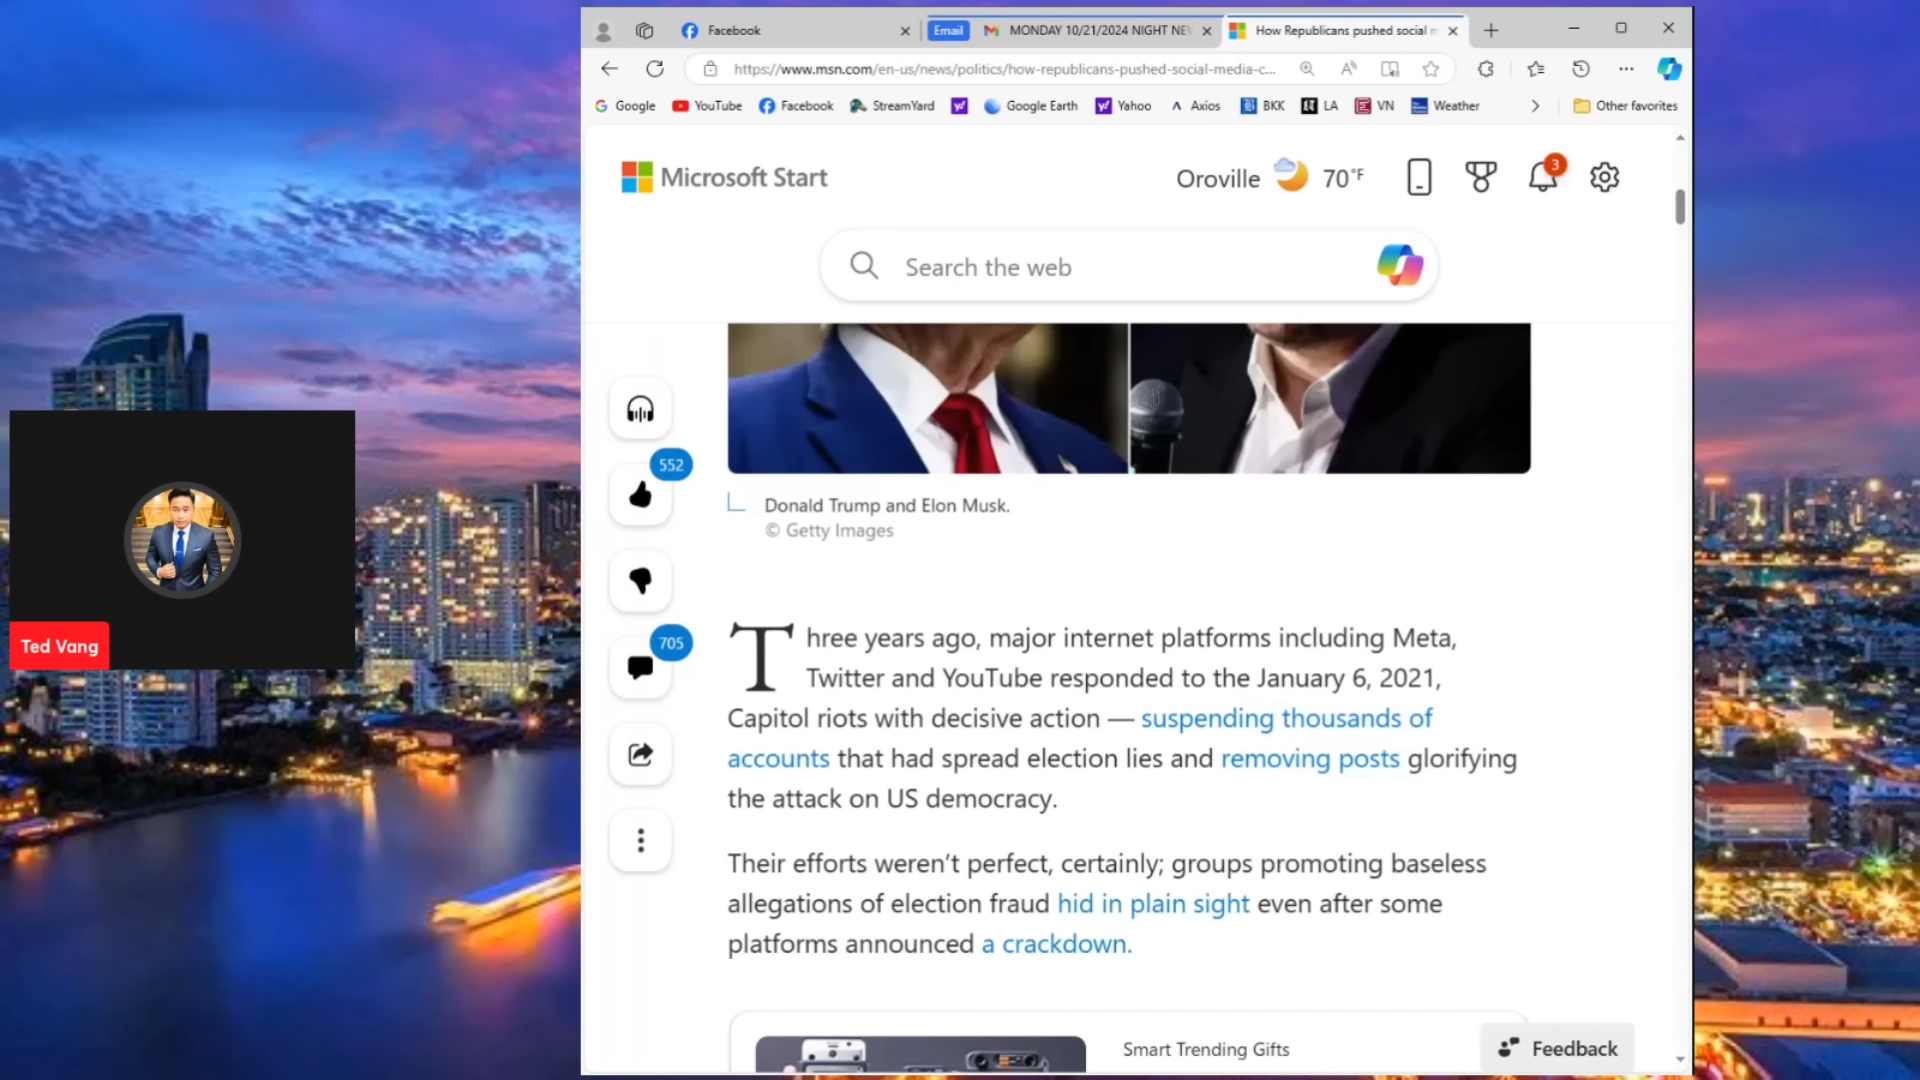 Facebook
Email
MONDAY 10/21/2024 NIGHT NE
How Republicans pushed social m
https://www.msn.com/en-us/news/politics/how-republicans-pushed-social-media-c...
Google
YouTube
Facebook
StreamYard
Google Earth
Yahoo
Axios
BKK
LA
VN
Weather
Other favorites
Microsoft Start
Oroville
70°F
3
Search the web
552
705
Donald Trump and Elon Musk.
© Getty Images
Three years ago, major internet platforms including Meta,
Twitter and YouTube responded to the January 6, 2021,
Capitol riots with decisive action — suspending thousands of
accounts that had spread election lies and removing posts glorifying
the attack on US democracy.
Their efforts weren't perfect, certainly; groups promoting baseless
allegations of election fraud hid in plain sight even after some
platforms announced a crackdown.
Smart Trending Gifts
Feedback
Ted Vang